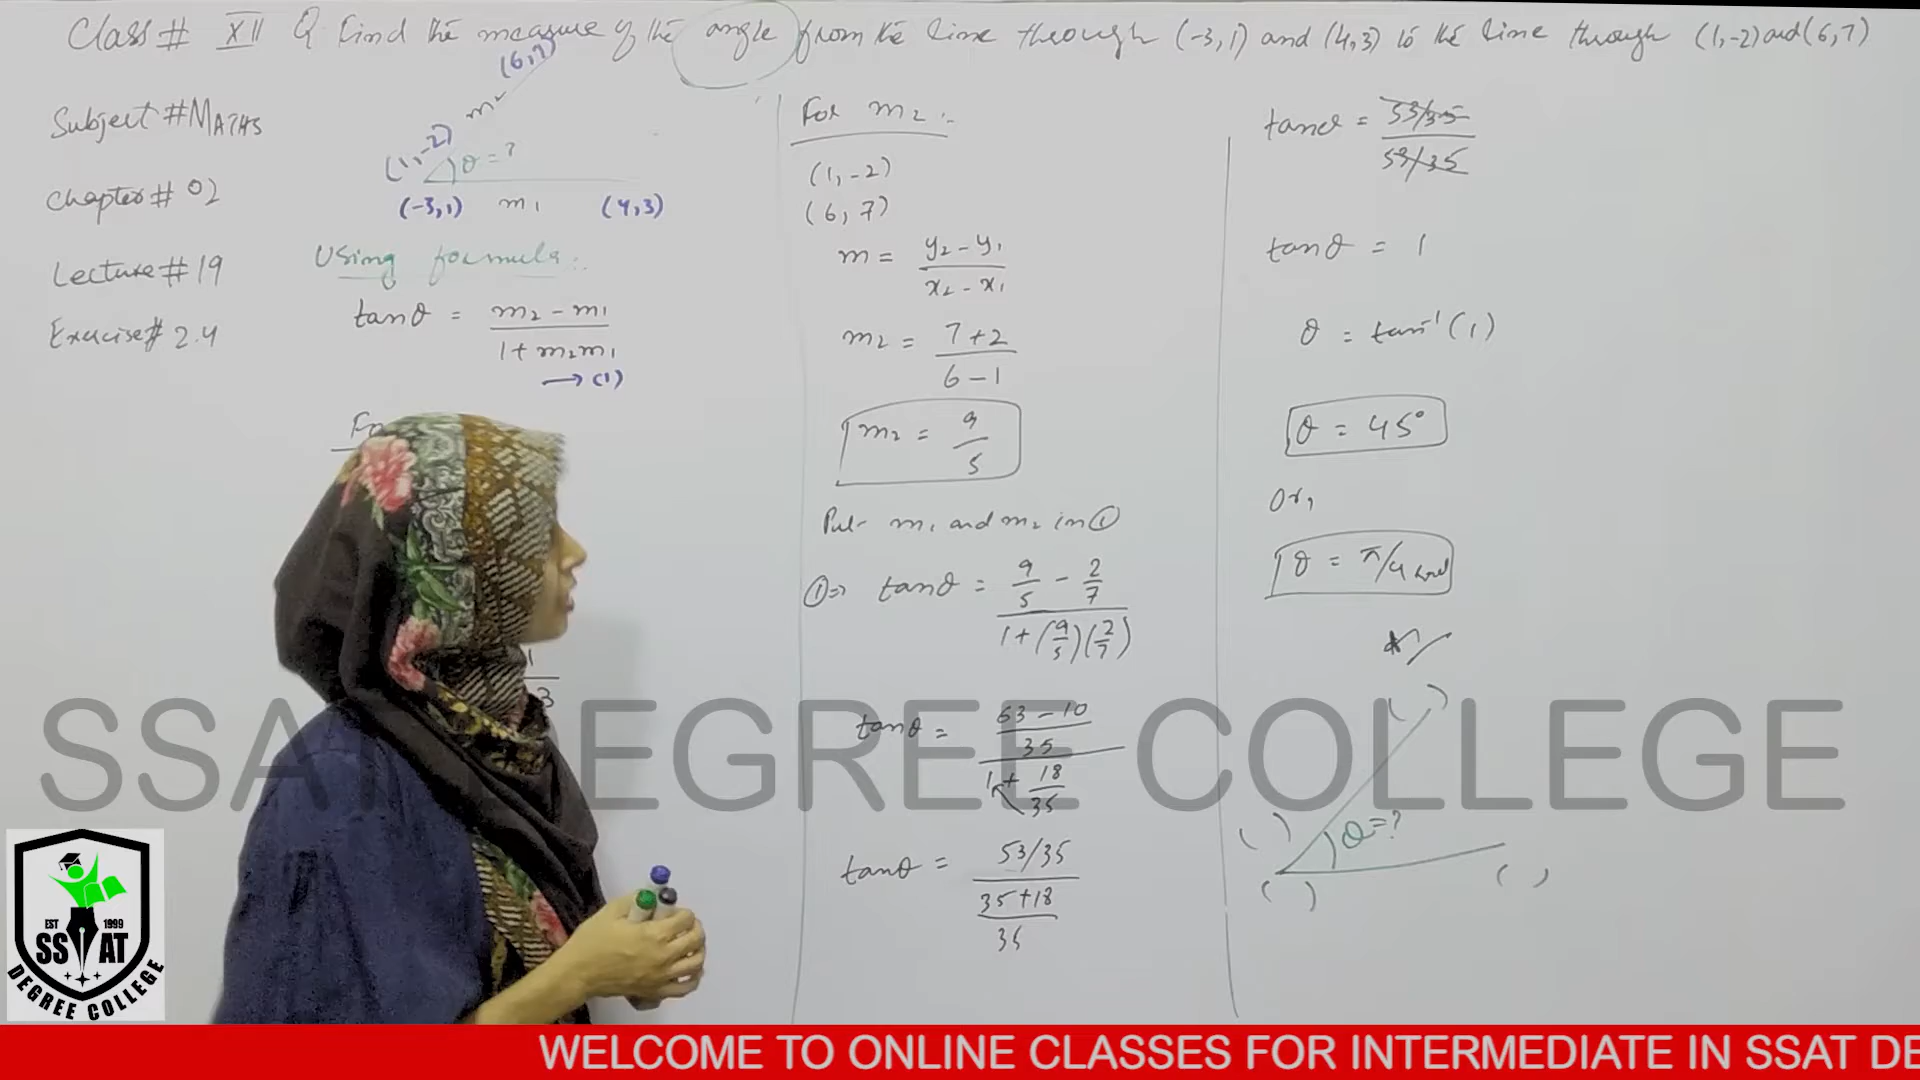 Class# XII Q Find the measure of the angle from the line through (-3,1) and (4,3) to the line through (1,-2) and (6,7)
Subject #MATHS
Chapter# 02
Lecture# 19
Exercise# 2.4
(6,7)
m2
(1,-2)
θ = ?
(-3,1) m1 (4,3)
Using formula:
tanθ = m2 - m1
1 + m2m1
→ (1)
3
For m2:-
(1,-2)
(6,7)
m = y2 - y1
x2 - x1
m2 = 7+2
6-1
m2 = 9
5
Put m1 and m2 in ①
①⇒ tanθ = 9/5 - 2/7
1+(9/5)(2/7)
tanθ = 63-10
35
1 + 18
35
tanθ = 53/35
35+18
35
tanθ = 53/35
53/35
tanθ = 1
θ = tan⁻¹(1)
θ = 45°
Or,
θ = π/4 rad
( )
( ) θ=?
( ) ( )
SSAT DEGREE COLLEGE
EST 1999
SSAT
DEGREE COLLEGE
WELCOME TO ONLINE CLASSES FOR INTERMEDIATE IN SSAT DE